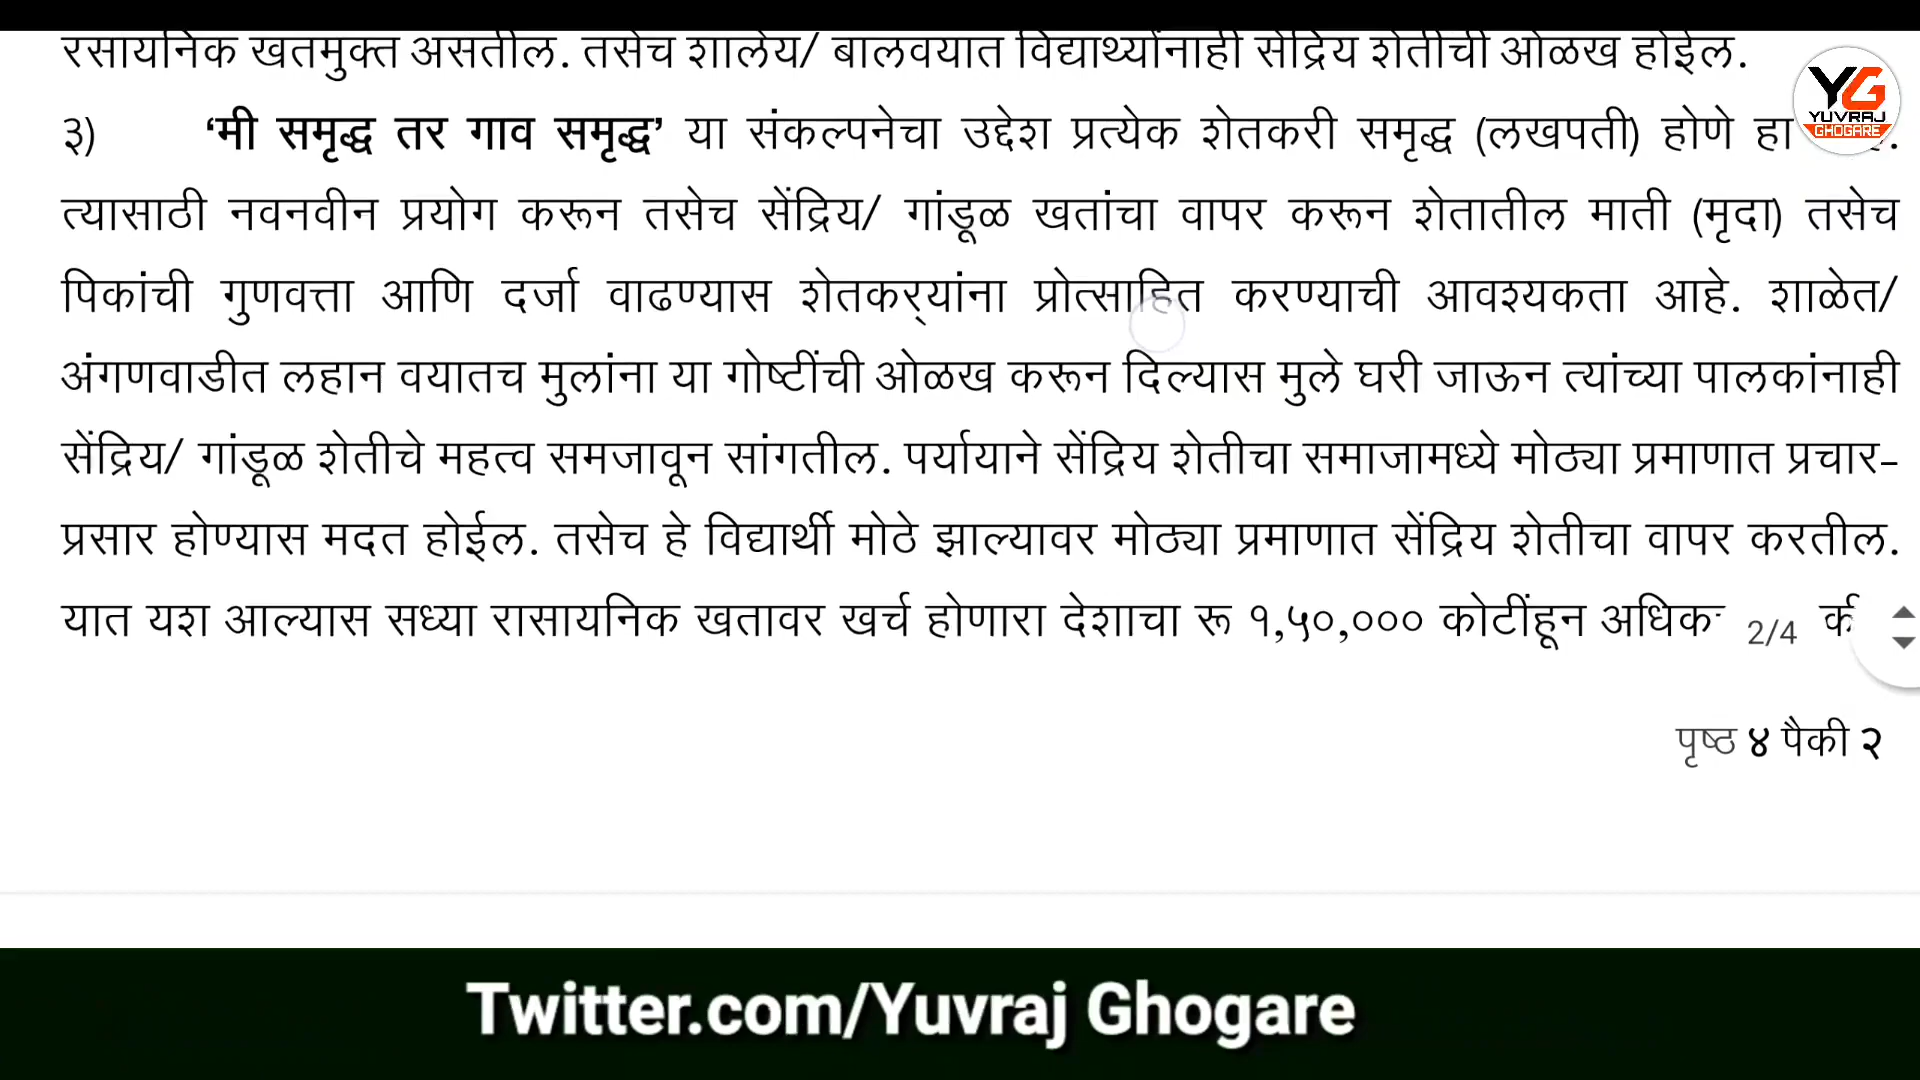 रसायनिक खतमुक्त असतील. तसेच शालेय/ बालवयात विद्यार्थ्यांनाही सेंद्रिय शेतीची ओळख होईल.
YG
YUVRAJ
GHOGARE
३) ‘मी समृद्ध तर गाव समृद्ध’ या संकल्पनेचा उद्देश प्रत्येक शेतकरी समृद्ध (लखपती) होणे हा
त्यासाठी नवनवीन प्रयोग करून तसेच सेंद्रिय/ गांडूळ खतांचा वापर करून शेतातील माती (मृदा) तसेच
पिकांची गुणवत्ता आणि दर्जा वाढण्यास शेतकर्‍यांना प्रोत्साहित करण्याची आवश्यकता आहे. शाळेत/
अंगणवाडीत लहान वयातच मुलांना या गोष्टींची ओळख करून दिल्यास मुले घरी जाऊन त्यांच्या पालकांनाही
सेंद्रिय/ गांडूळ शेतीचे महत्व समजावून सांगतील. पर्यायाने सेंद्रिय शेतीचा समाजामध्ये मोठ्या प्रमाणात प्रचार-
प्रसार होण्यास मदत होईल. तसेच हे विद्यार्थी मोठे झाल्यावर मोठ्या प्रमाणात सेंद्रिय शेतीचा वापर करतील.
यात यश आल्यास सध्या रासायनिक खतावर खर्च होणारा देशाचा रू १,५०,००० कोटींहून अधिक
2/4
पृष्ठ ४ पैकी २
Twitter.com/Yuvraj Ghogare